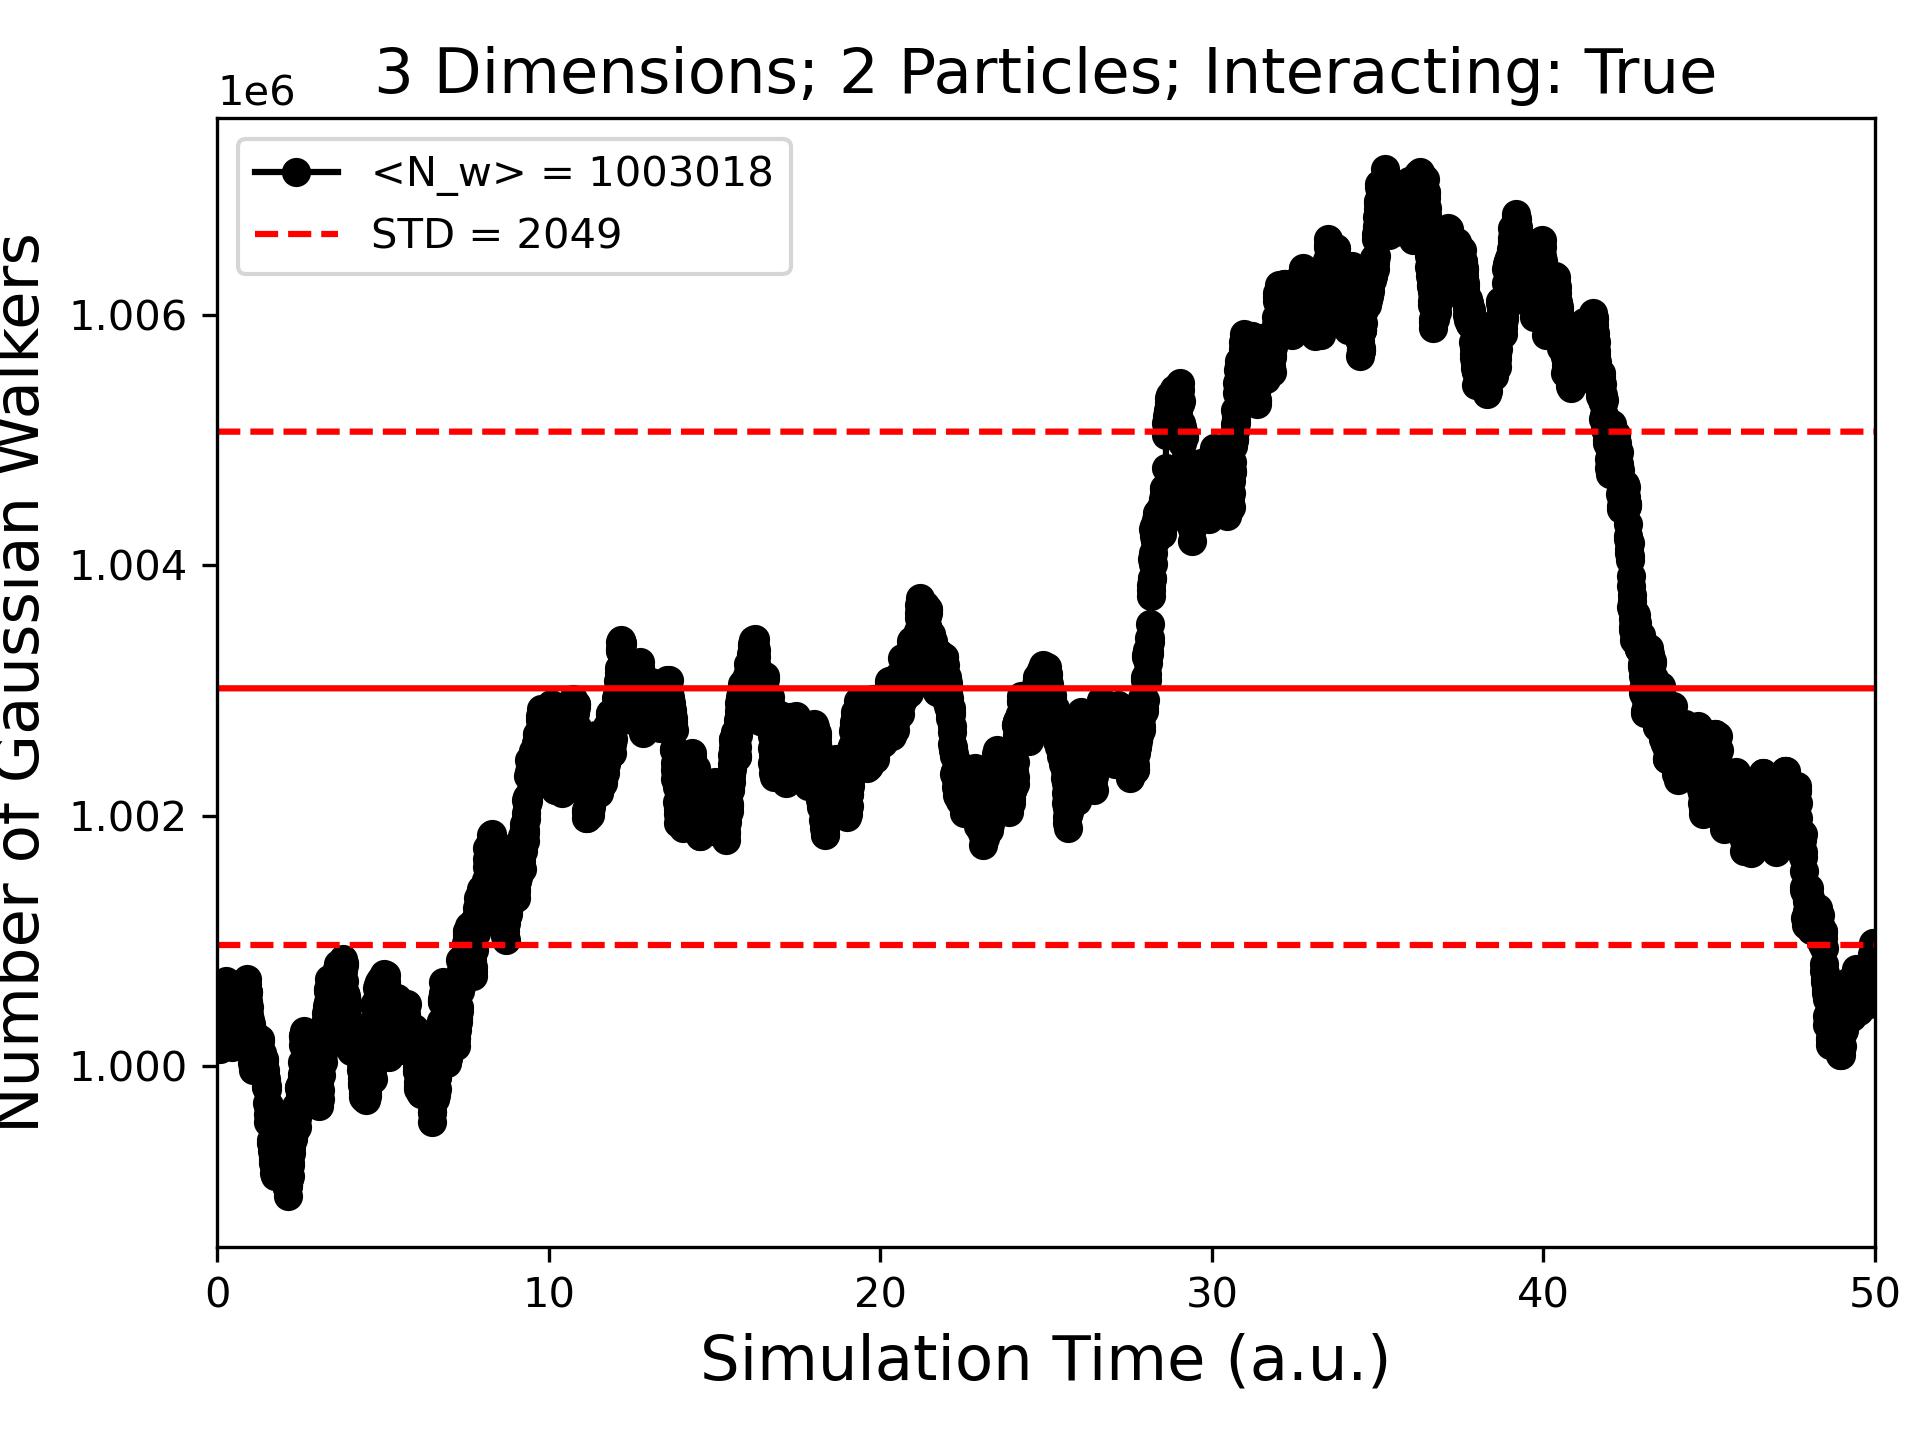 3 Dimensions; 2 Particles; Interacting: True
1e6
<N_w> = 1003018
STD = 2049
Number of Gaussian Walkers
1.006
1.004
1.002
1.000
0 10 20 30 40 50
Simulation Time (a.u.)